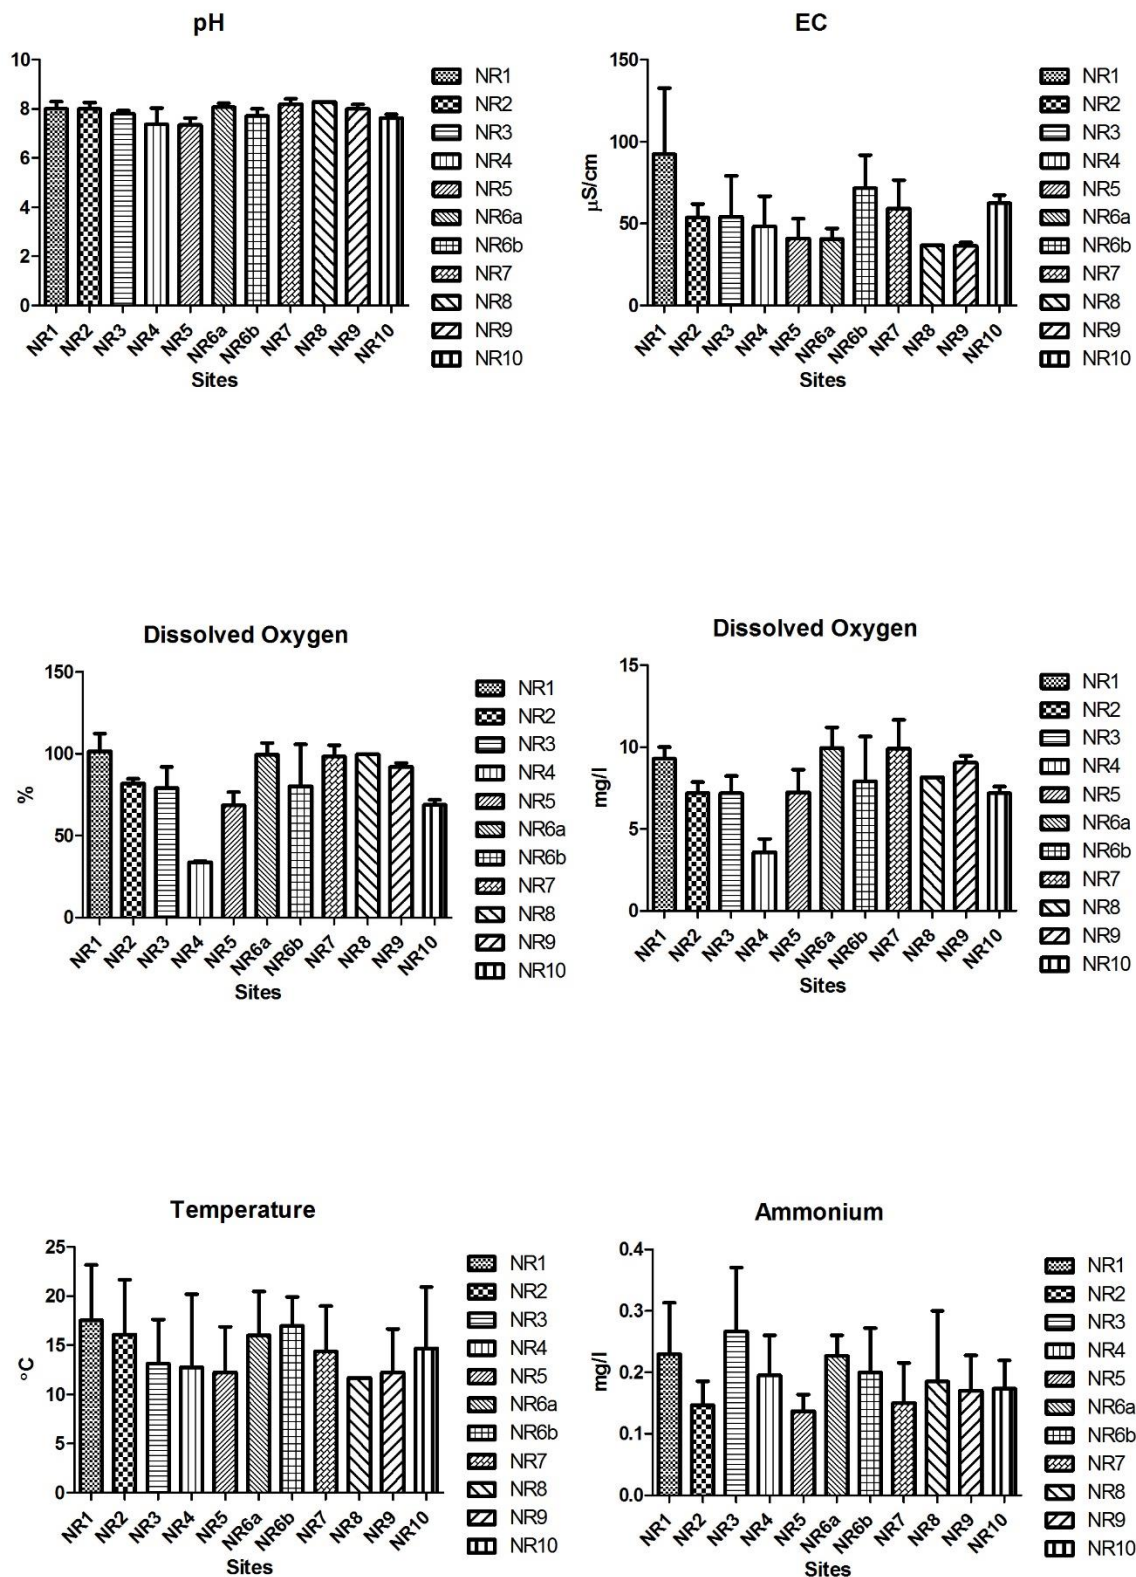 pH
10
8
6
4
2
0
NR1
NR2
NR3
NR4
NR5
NR6a
NR6b
NR7
NR8
NR9
NR10
Sites
NR1
NR2
NR3
NR4
NR5
NR6a
NR6b
NR7
NR8
NR9
NR10
EC
µS/cm
150
100
50
0
NR1
NR2
NR3
NR4
NR5
NR6a
NR6b
NR7
NR8
NR9
NR10
Sites
NR1
NR2
NR3
NR4
NR5
NR6a
NR6b
NR7
NR8
NR9
NR10
Dissolved Oxygen
%
150
100
50
0
NR1
NR2
NR3
NR4
NR5
NR6a
NR6b
NR7
NR8
NR9
NR10
Sites
NR1
NR2
NR3
NR4
NR5
NR6a
NR6b
NR7
NR8
NR9
NR10
Dissolved Oxygen
mg/l
15
10
5
0
NR1
NR2
NR3
NR4
NR5
NR6a
NR6b
NR7
NR8
NR9
NR10
Sites
NR1
NR2
NR3
NR4
NR5
NR6a
NR6b
NR7
NR8
NR9
NR10
Temperature
°C
25
20
15
10
5
0
NR1
NR2
NR3
NR4
NR5
NR6a
NR6b
NR7
NR8
NR9
NR10
Sites
NR1
NR2
NR3
NR4
NR5
NR6a
NR6b
NR7
NR8
NR9
NR10
Ammonium
mg/l
0.4
0.3
0.2
0.1
0.0
NR1
NR2
NR3
NR4
NR5
NR6a
NR6b
NR7
NR8
NR9
NR10
Sites
NR1
NR2
NR3
NR4
NR5
NR6a
NR6b
NR7
NR8
NR9
NR10